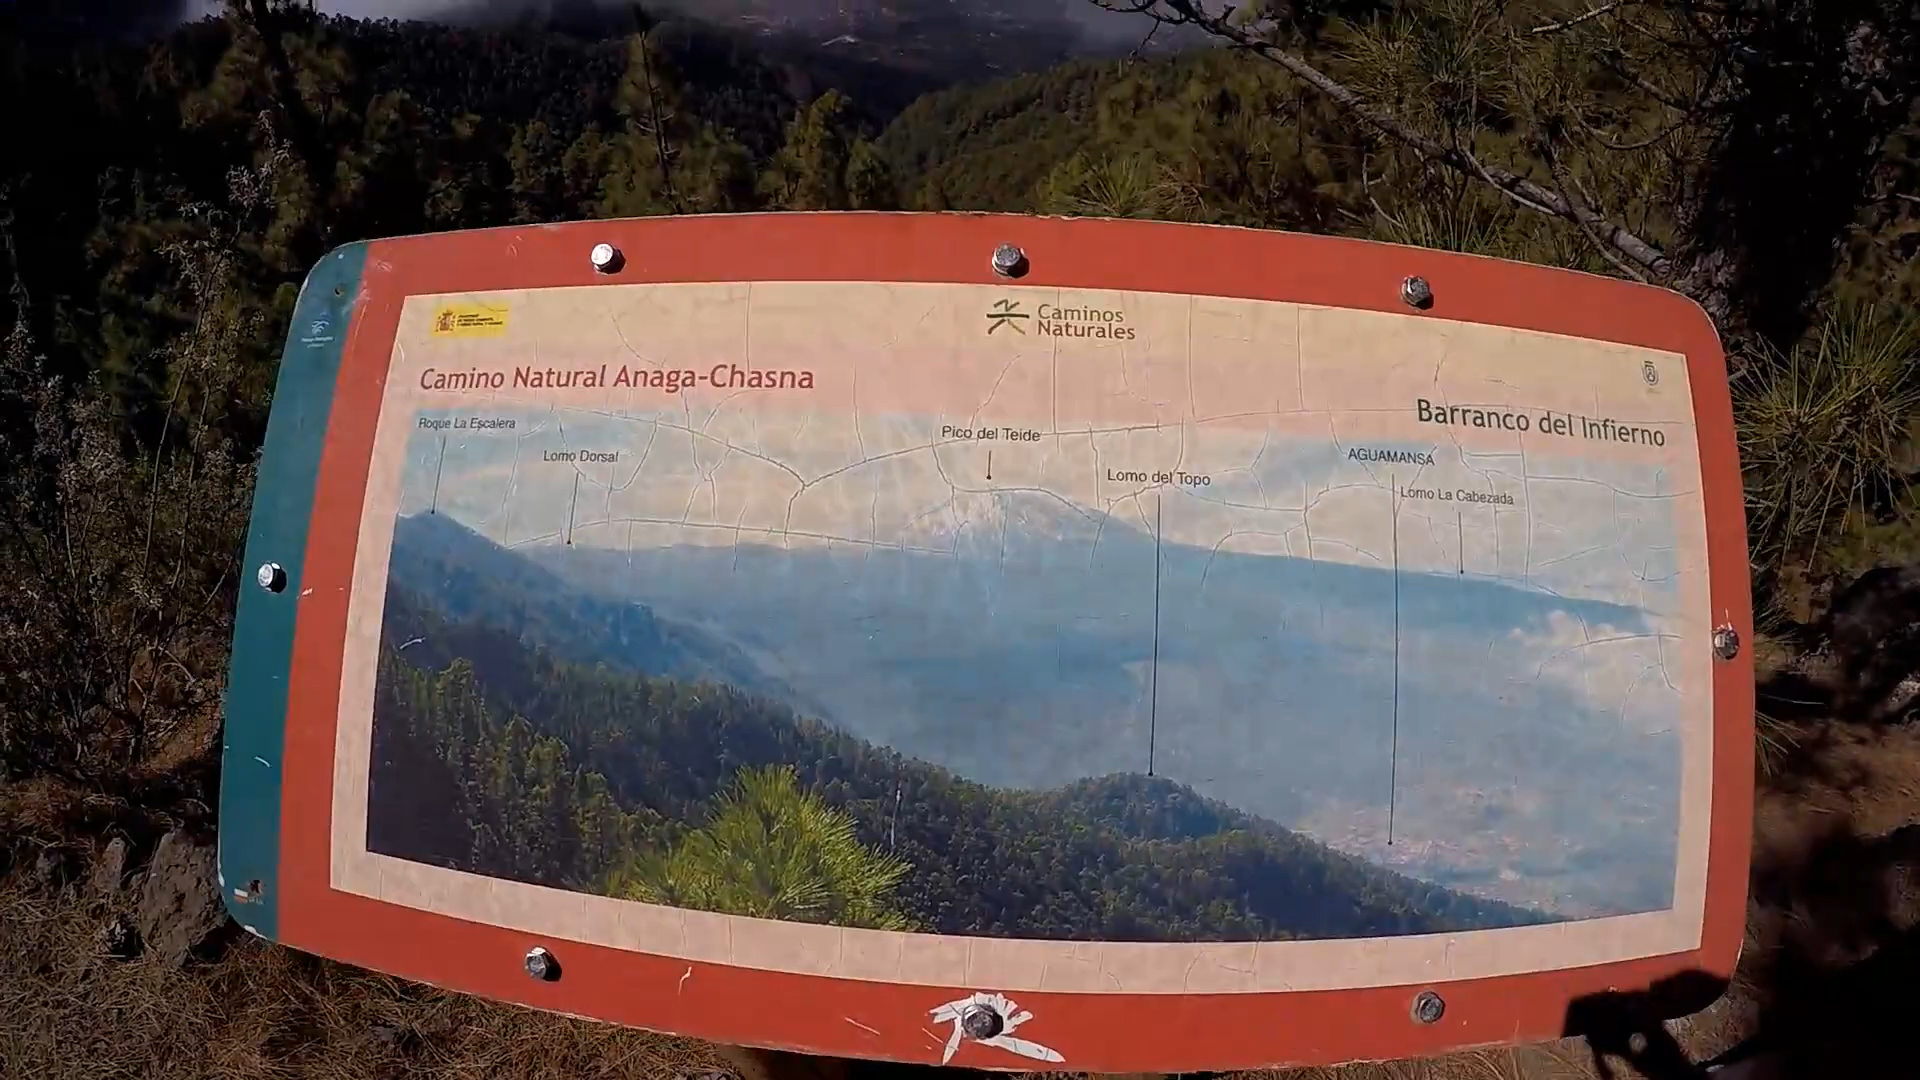 Caminos
Naturales
Camino Natural Anaga-Chasna
Barranco del Infierno
Roque La Escalera
Lomo Dorsal
Pico del Teide
Lomo del Topo
AGUAMANSA
Lomo La Cabezada